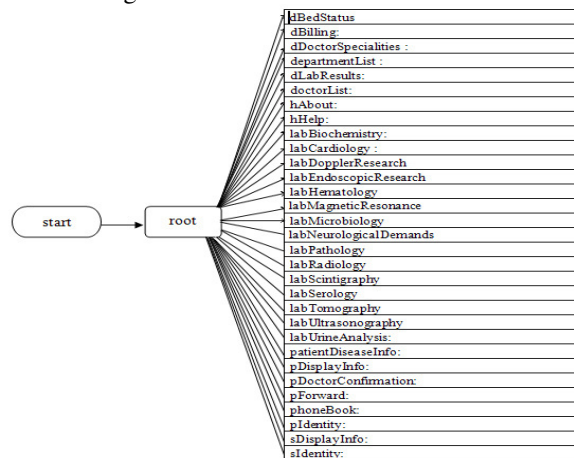 start
root
dBedStatus
dBilling:
dDoctorSpecialities :
departmentList :
dLabResults:
doctorList:
hAbout:
hHelp:
labBiochemistry:
labCardiology :
labDopplerResearch
labEndoscopicResearch
labHematology
labMagneticResonance
labMicrobiology
labNeurologicalDemands
labPathology
labRadiology
labScintigraphy
labSerology
labTomography
labUltrasonography
labUrineAnalysis:
patientDiseaseInfo:
pDisplayInfo:
pDoctorConfirmation:
pForward:
phoneBook:
pIdentity:
sDisplayInfo:
sIdentity: